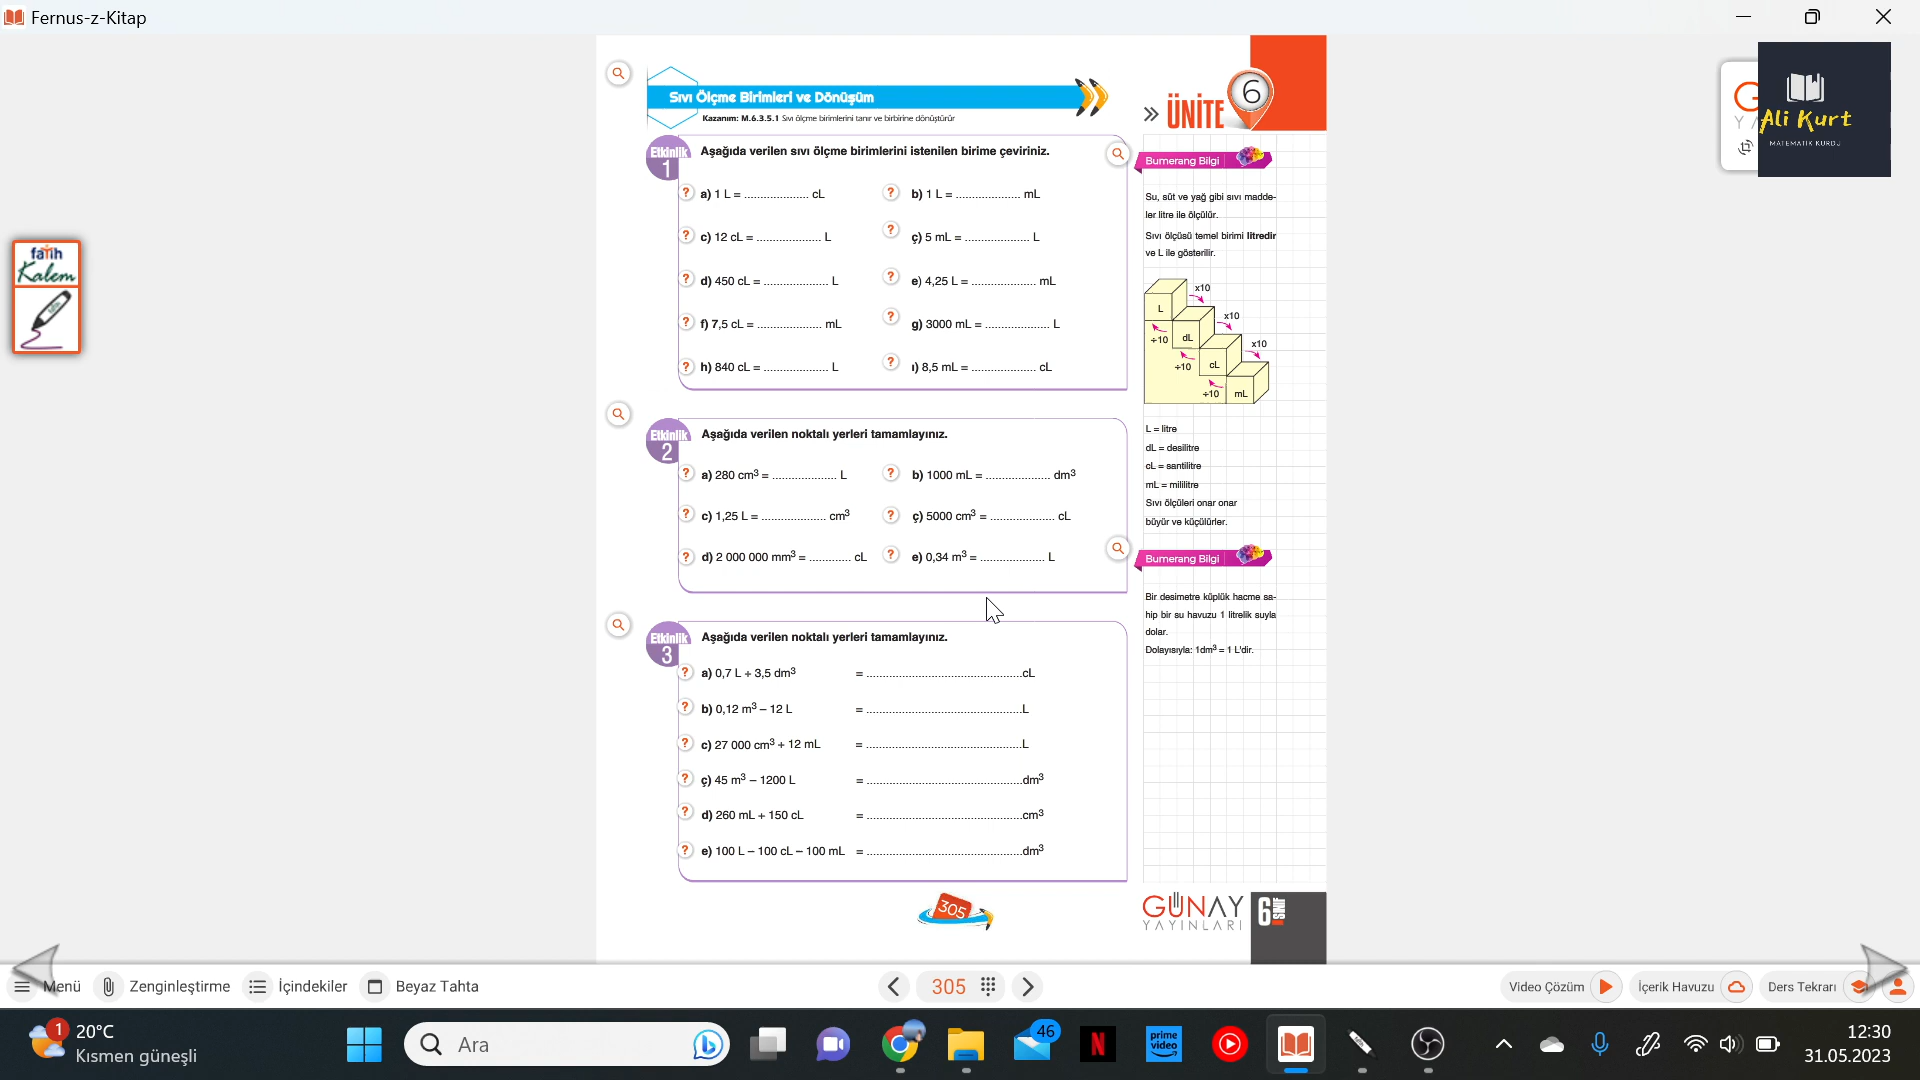 Fernus-z-Kitap
Sıvı Ölçme Birimleri ve Dönüşüm
Kazanım: M.6.3.5.1 Sıvı ölçme birimlerini tanır ve birbirine dönüştürür
ÜNİTE 6
Ali Kurt
MATEMATIK KURDU
fatih
Kalem
Etkinlik
1
Aşağıda verilen sıvı ölçme birimlerini istenilen birime çeviriniz.
a) 1 L = .................... cL
b) 1 L = .................... mL
c) 12 cL = .................... L
ç) 5 mL = .................... L
d) 450 cL = .................... L
e) 4,25 L = .................... mL
f) 7,5 cL = .................... mL
g) 3000 mL = .................... L
h) 840 cL = .................... L
ı) 8,5 mL = .................... cL
Etkinlik
2
Aşağıda verilen noktalı yerleri tamamlayınız.
a) 280 cm³ = .................... L
b) 1000 mL = .................... dm³
c) 1,25 L = .................... cm³
ç) 5000 cm³ = .................... cL
d) 2 000 000 mm³ = ............. cL
e) 0,34 m³ = .................... L
Etkinlik
3
Aşağıda verilen noktalı yerleri tamamlayınız.
a) 0,7 L + 3,5 dm³ = ................................................cL
b) 0,12 m³ – 12 L = ................................................L
c) 27 000 cm³ + 12 mL = ................................................L
ç) 45 m³ – 1200 L = ................................................dm³
d) 260 mL + 150 cL = ................................................cm³
e) 100 L – 100 cL – 100 mL = ................................................dm³
Bumerang Bilgi
Su, süt ve yağ gibi sıvı madde-
ler litre ile ölçülür.
Sıvı ölçüsü temel birimi litredir
ve L ile gösterilir.
x10
L
x10
÷10
dL
x10
÷10
cL
÷10
mL
L = litre
dL = desilitre
cL = santilitre
mL = mililitre
Sıvı ölçüleri onar onar
büyür ve küçülürler.
Bumerang Bilgi
Bir desimetre küplük hacme sa-
hip bir su havuzu 1 litrelik suyla
dolar.
Dolayısıyla: 1dm³ = 1 L'dir.
305
GÜNAY
YAYINLARI
6. SINIF
Menü
Zenginleştirme
İçindekiler
Beyaz Tahta
305
Video Çözüm
İçerik Havuzu
Ders Tekrarı
1
20°C
Kısmen güneşli
Ara
46
N
prime
video
12:30
31.05.2023